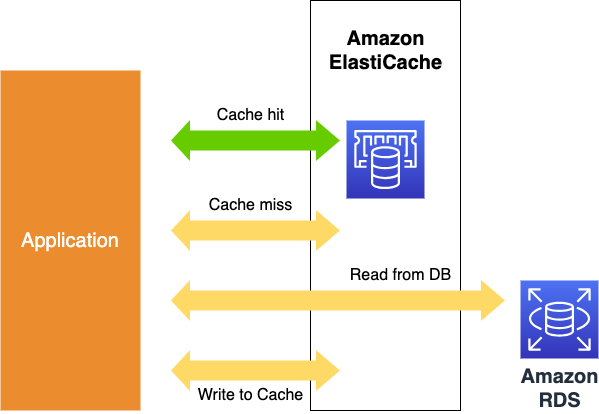 Amazon
ElastiCache
Cache hit
Cache miss
Application
Read from DB
Write to Cache
Amazon
RDS